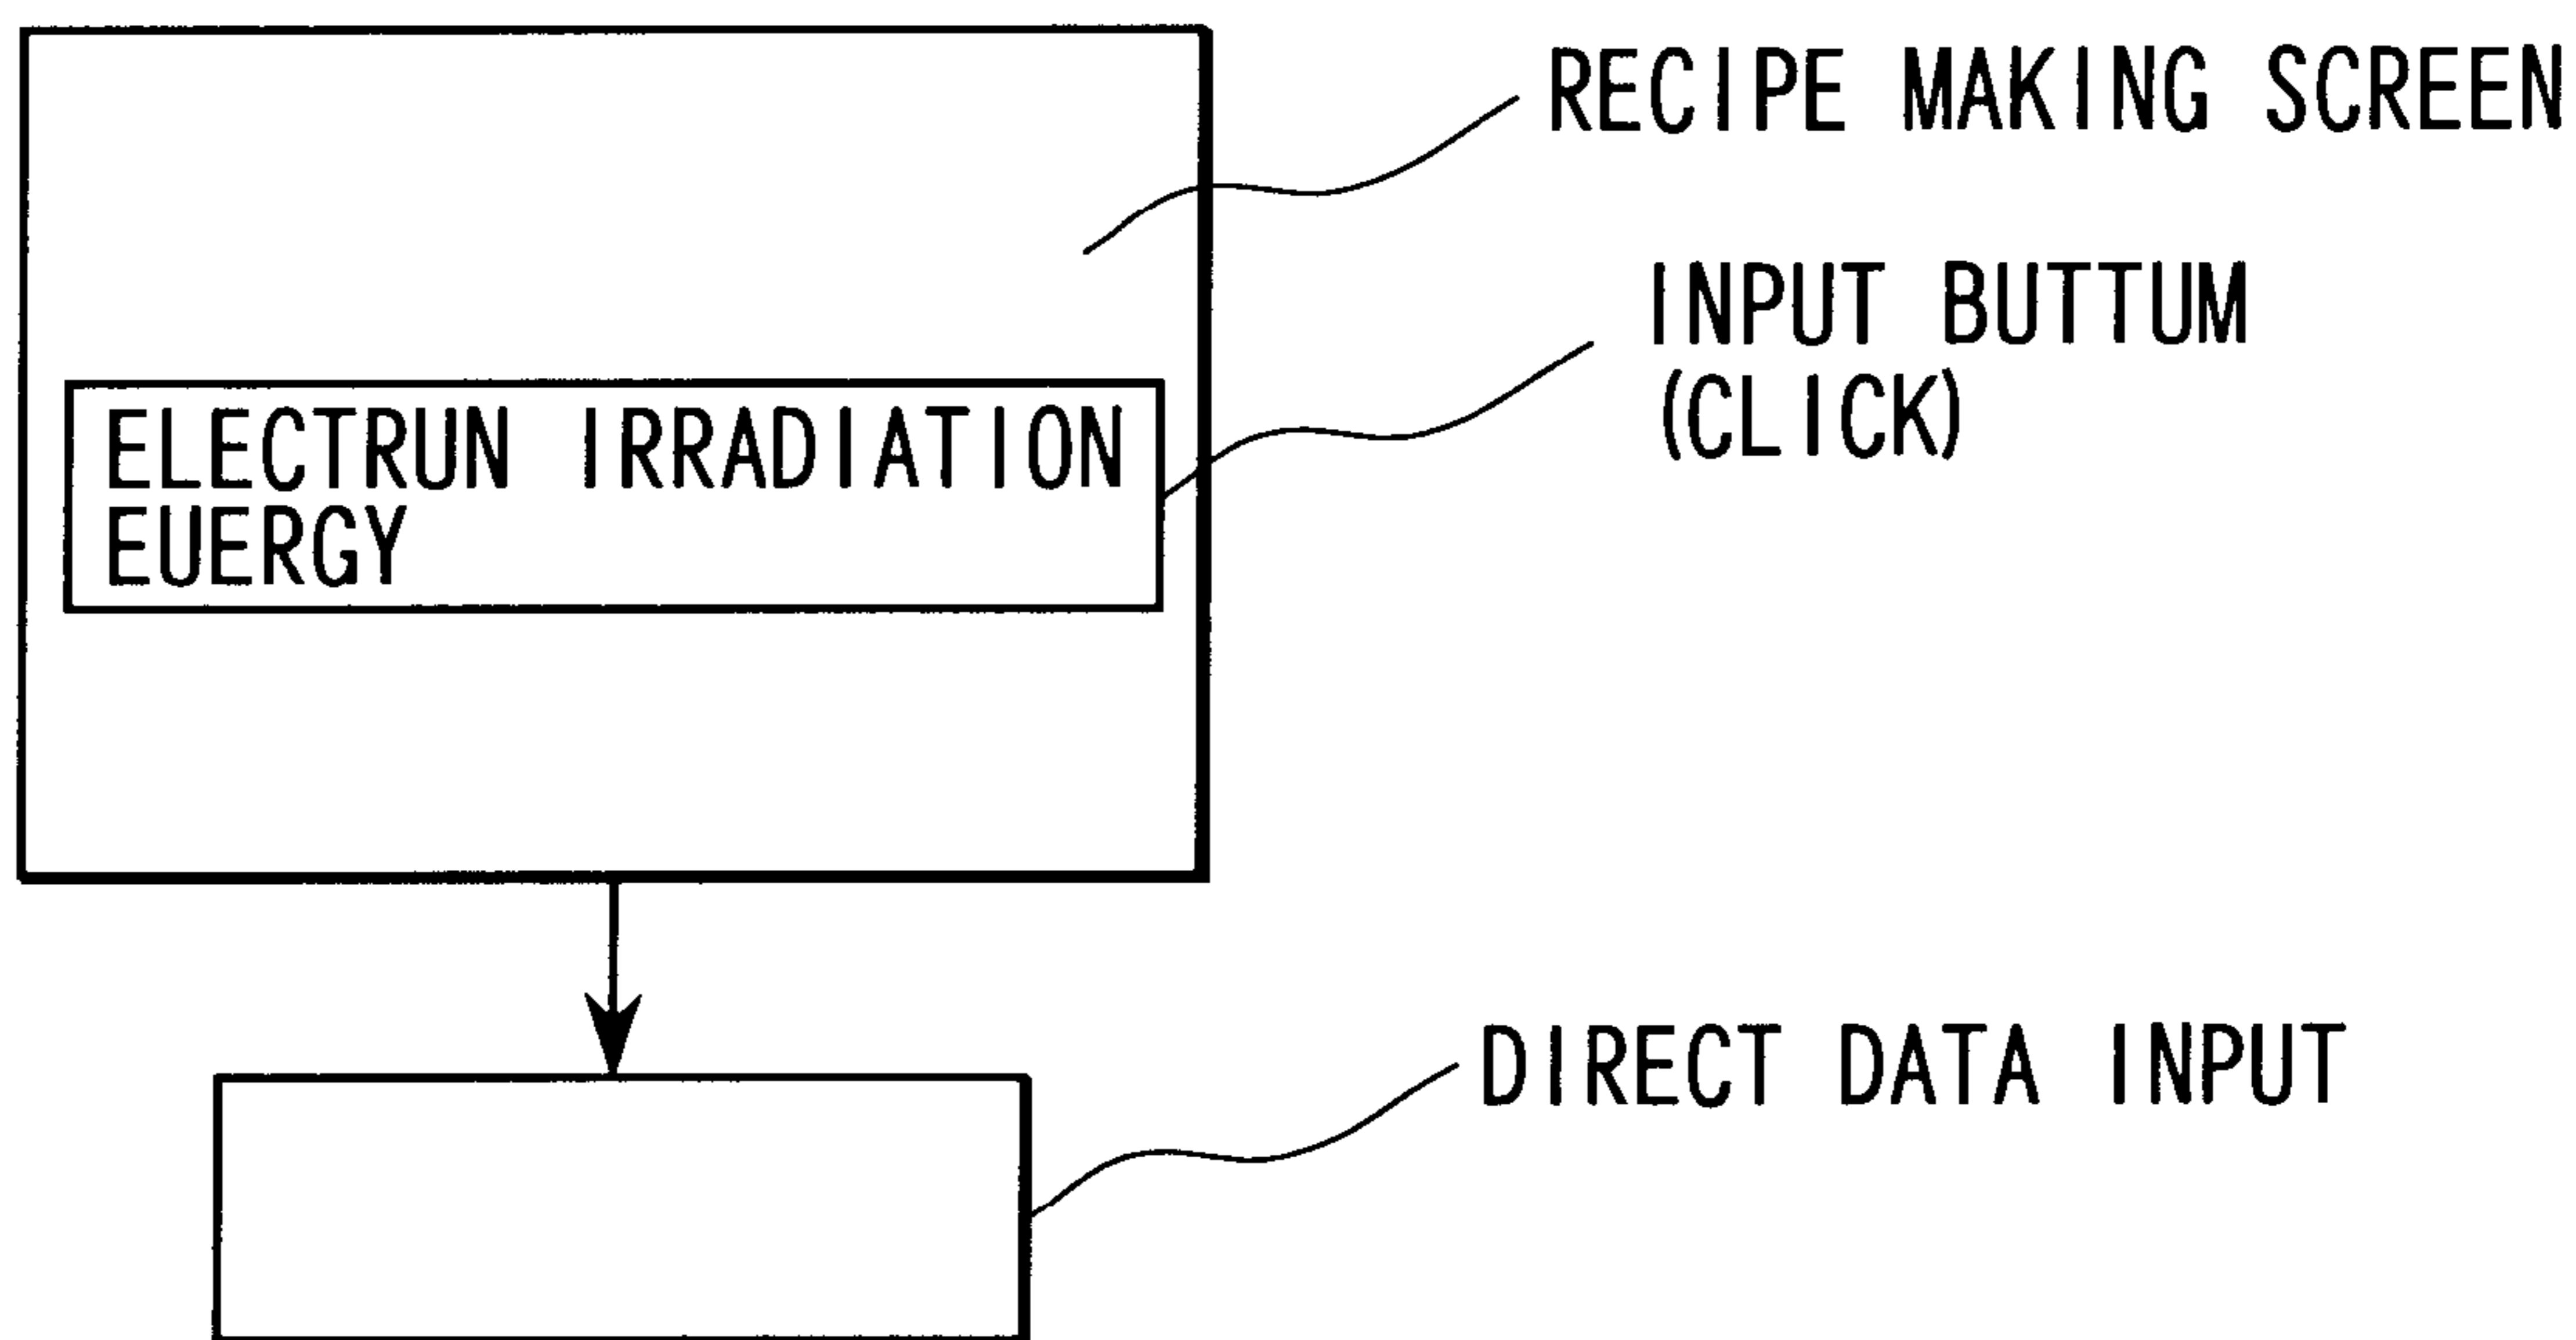 RECIPE MAKING SCREEN
INPUT BUTTUM
(CLICK)
ELECTRUN IRRADIATION
EUERGY
DIRECT DATA INPUT